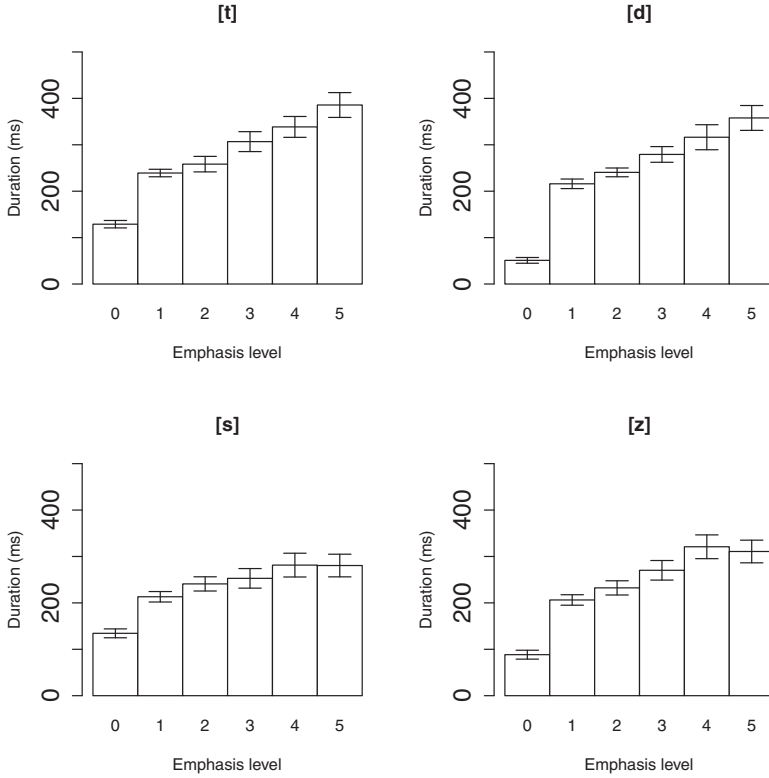 [t]
Duration (ms)
0 200 400
0 1 2 3 4 5
Emphasis level
[d]
Duration (ms)
0 200 400
0 1 2 3 4 5
Emphasis level
[s]
Duration (ms)
0 200 400
0 1 2 3 4 5
Emphasis level
[z]
Duration (ms)
0 200 400
0 1 2 3 4 5
Emphasis level